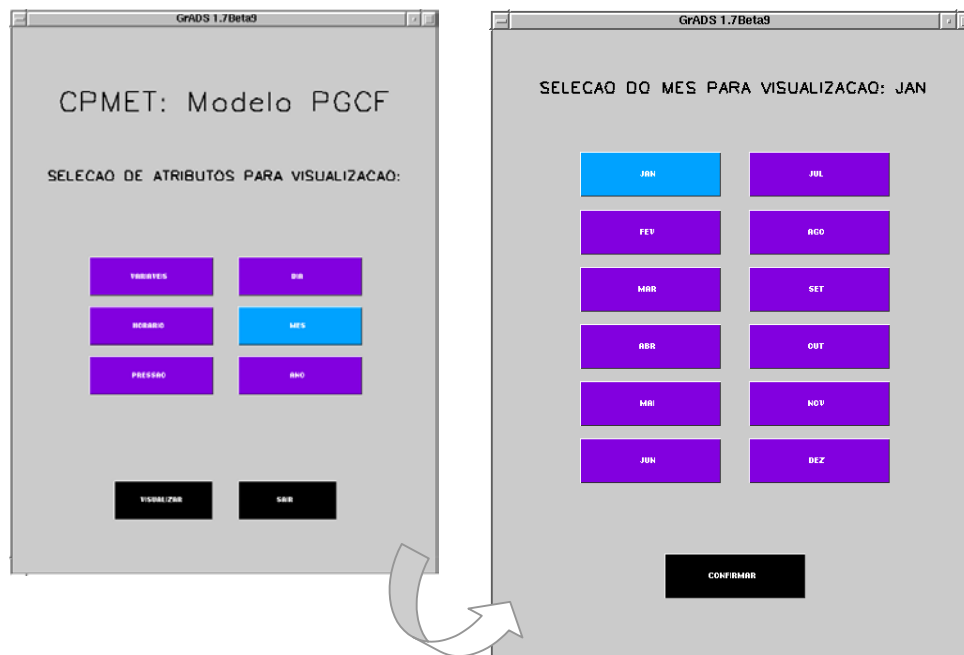 GrADS 1.7Beta9
CPMET: Modelo PGCF
SELECAO DE ATRIBUTOS PARA VISUALIZACAO:
VARIAVEIS
DIA
HORARIO
MES
PRESSAO
ANO
VISUALIZAR
SAIR
GrADS 1.7Beta9
SELECAO DO MES PARA VISUALIZACAO: JAN
JAN
JUL
FEV
AGO
MAR
SET
ABR
OUT
MAI
NOV
JUN
DEZ
CONFIRMAR